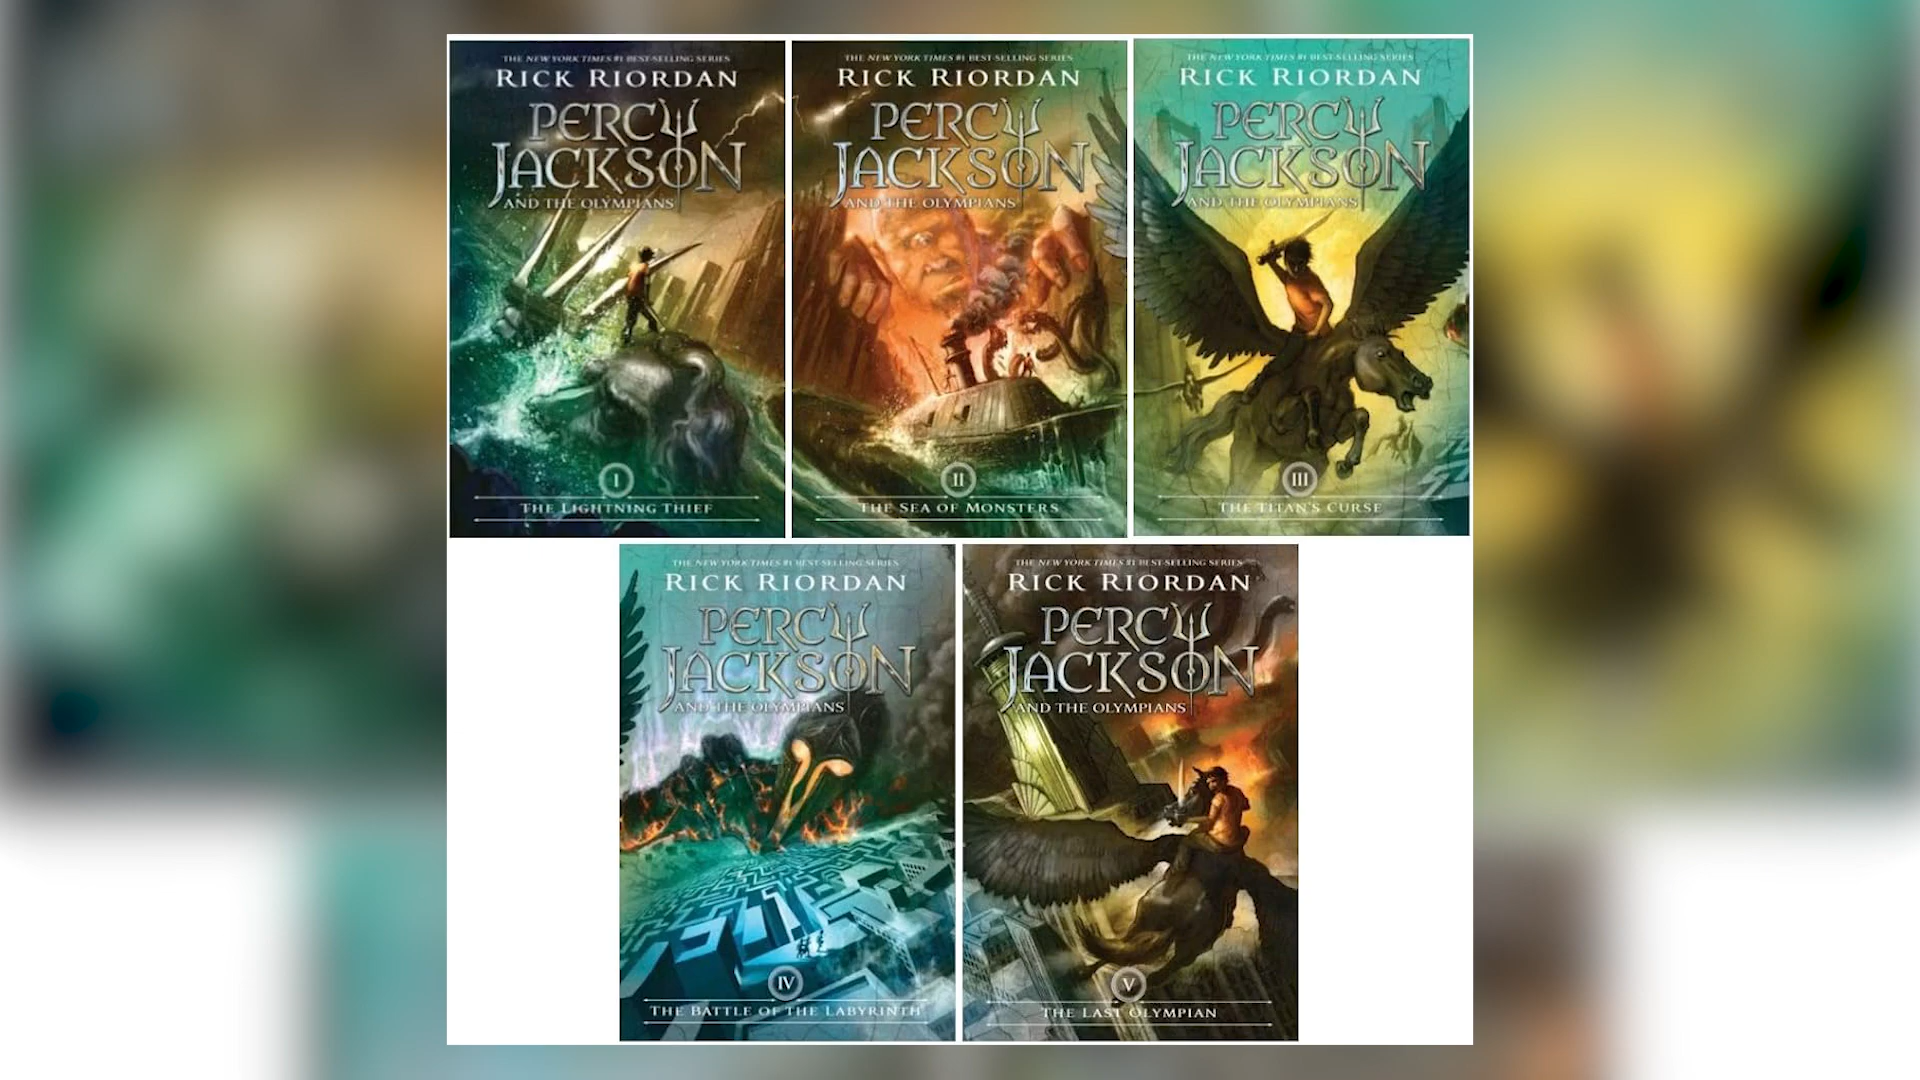 THE NEW YORK TIMES #1 BEST-SELLING SERIES
RICK RIORDAN
PERCY
JACKSON
AND THE OLYMPIANS
I
THE LIGHTNING THIEF
THE NEW YORK TIMES #1 BEST-SELLING SERIES
RICK RIORDAN
PERCY
JACKSON
AND THE OLYMPIANS
II
THE SEA OF MONSTERS
THE NEW YORK TIMES #1 BEST-SELLING SERIES
RICK RIORDAN
PERCY
JACKSON
AND THE OLYMPIANS
III
THE TITAN'S CURSE
THE NEW YORK TIMES #1 BEST-SELLING SERIES
RICK RIORDAN
PERCY
JACKSON
AND THE OLYMPIANS
IV
THE BATTLE OF THE LABYRINTH
THE NEW YORK TIMES #1 BEST-SELLING SERIES
RICK RIORDAN
PERCY
JACKSON
AND THE OLYMPIANS
V
THE LAST OLYMPIAN